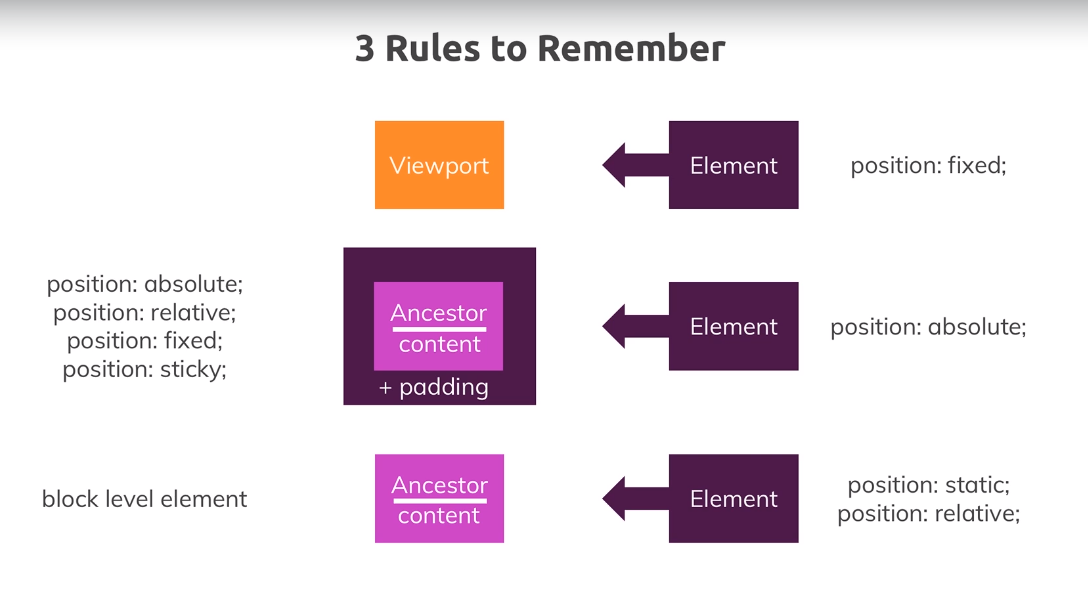 3 Rules to Remember
Viewport
Element
position: fixed;
position: absolute;
position: relative;
position: fixed;
position: sticky;
Ancestor
content
+ padding
Element
position: absolute;
block level element
Ancestor
content
Element
position: static;
position: relative;